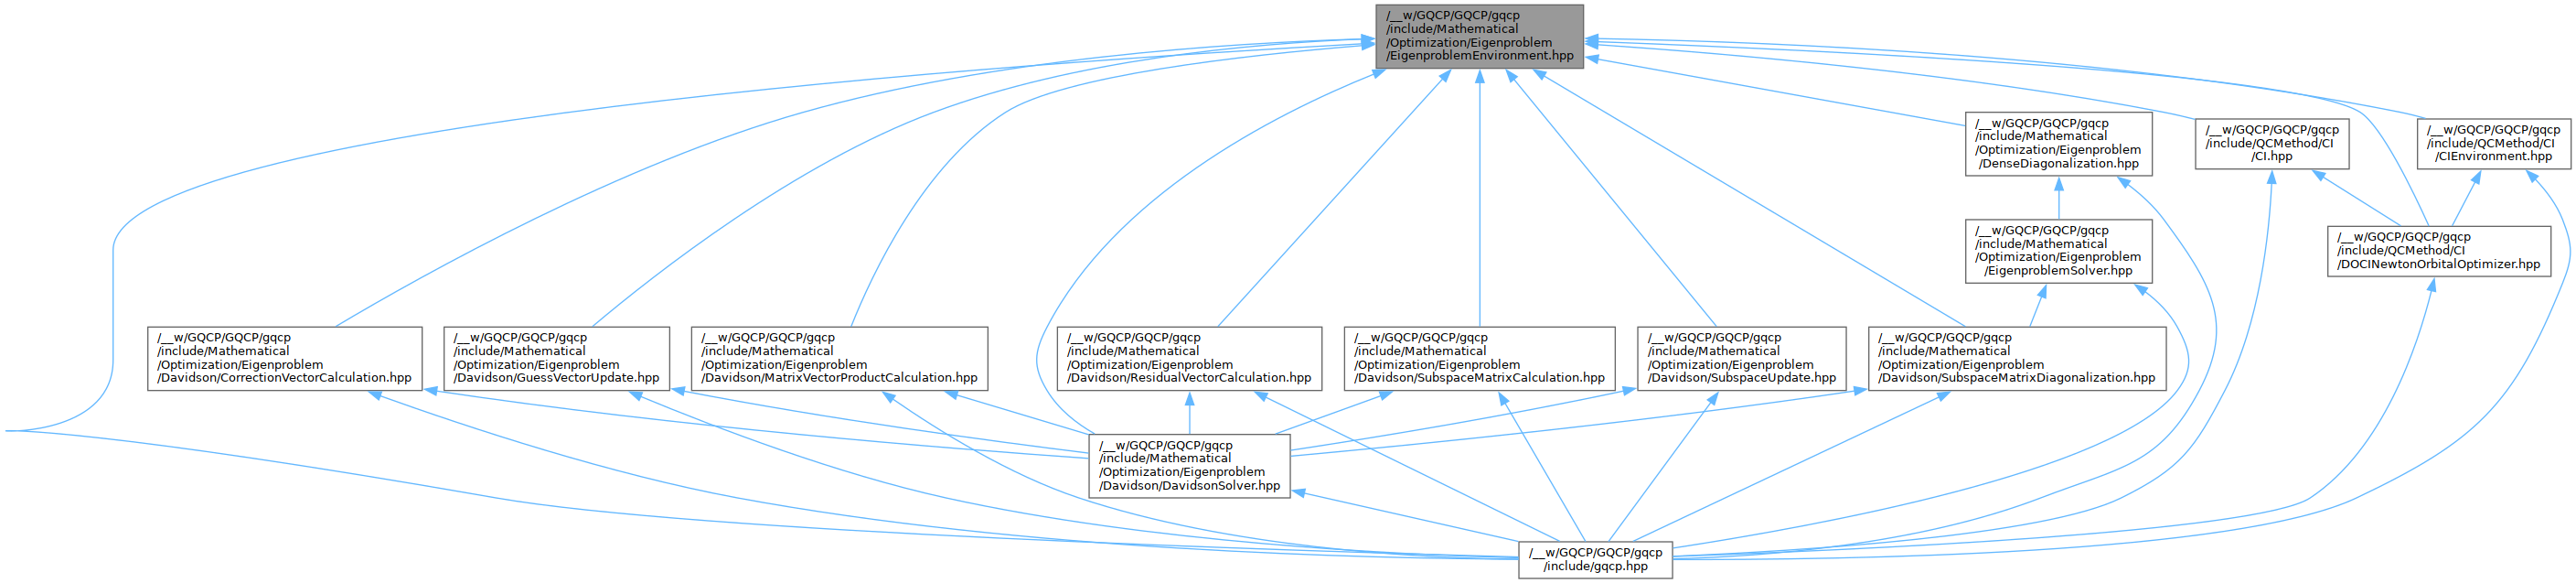 /__w/GQCP/GQCP/gqcp
/include/Mathematical
/Optimization/Eigenproblem
/EigenproblemEnvironment.hpp
/__w/GQCP/GQCP/gqcp
/include/Mathematical
/Optimization/Eigenproblem
/DenseDiagonalization.hpp
/__w/GQCP/GQCP/gqcp
/include/QCMethod/CI
/CI.hpp
/__w/GQCP/GQCP/gqcp
/include/QCMethod/CI
/CIEnvironment.hpp
/__w/GQCP/GQCP/gqcp
/include/Mathematical
/Optimization/Eigenproblem
/EigenproblemSolver.hpp
/__w/GQCP/GQCP/gqcp
/include/QCMethod/CI
/DOCINewtonOrbitalOptimizer.hpp
/__w/GQCP/GQCP/gqcp
/include/Mathematical
/Optimization/Eigenproblem
/Davidson/CorrectionVectorCalculation.hpp
/__w/GQCP/GQCP/gqcp
/include/Mathematical
/Optimization/Eigenproblem
/Davidson/GuessVectorUpdate.hpp
/__w/GQCP/GQCP/gqcp
/include/Mathematical
/Optimization/Eigenproblem
/Davidson/MatrixVectorProductCalculation.hpp
/__w/GQCP/GQCP/gqcp
/include/Mathematical
/Optimization/Eigenproblem
/Davidson/ResidualVectorCalculation.hpp
/__w/GQCP/GQCP/gqcp
/include/Mathematical
/Optimization/Eigenproblem
/Davidson/SubspaceMatrixCalculation.hpp
/__w/GQCP/GQCP/gqcp
/include/Mathematical
/Optimization/Eigenproblem
/Davidson/SubspaceUpdate.hpp
/__w/GQCP/GQCP/gqcp
/include/Mathematical
/Optimization/Eigenproblem
/Davidson/SubspaceMatrixDiagonalization.hpp
/__w/GQCP/GQCP/gqcp
/include/Mathematical
/Optimization/Eigenproblem
/Davidson/DavidsonSolver.hpp
/__w/GQCP/GQCP/gqcp
/include/gqcp.hpp